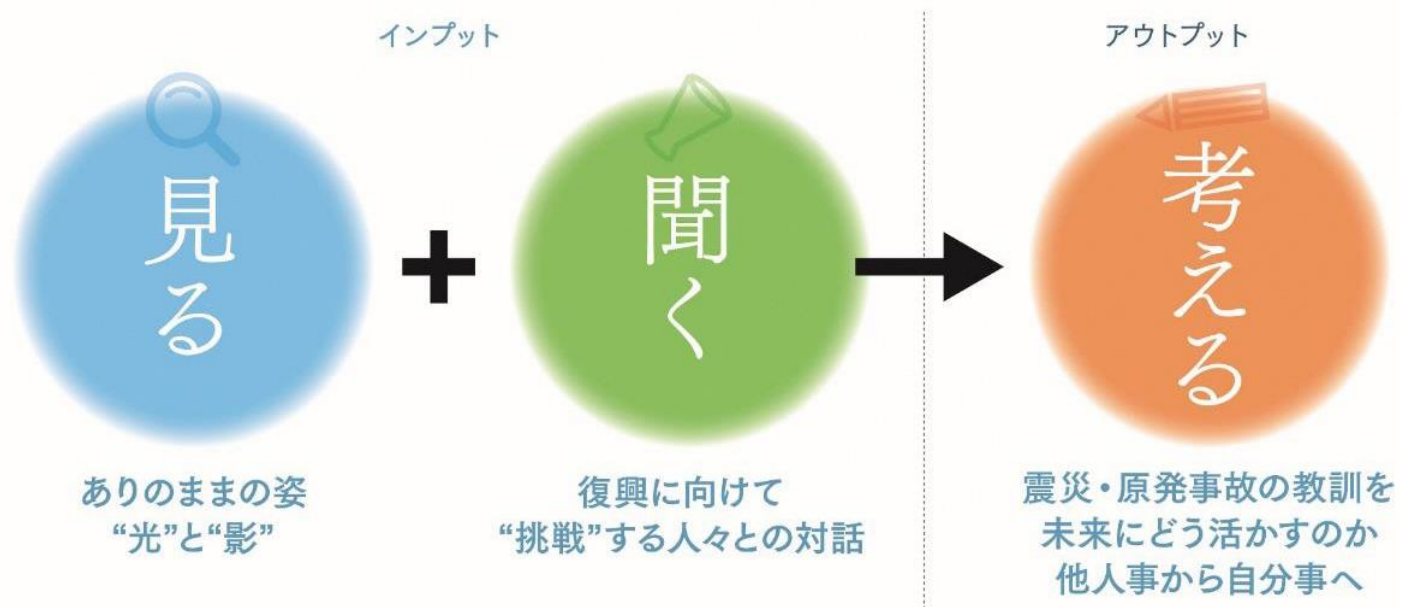 インプット
アウトプット
見る
聞く
考える
ありのままの姿
“光”と“影”
復興に向けて
“挑戦”する人々との対話
震災・原発事故の教訓を
未来にどう活かすのか
他人事から自分事へ